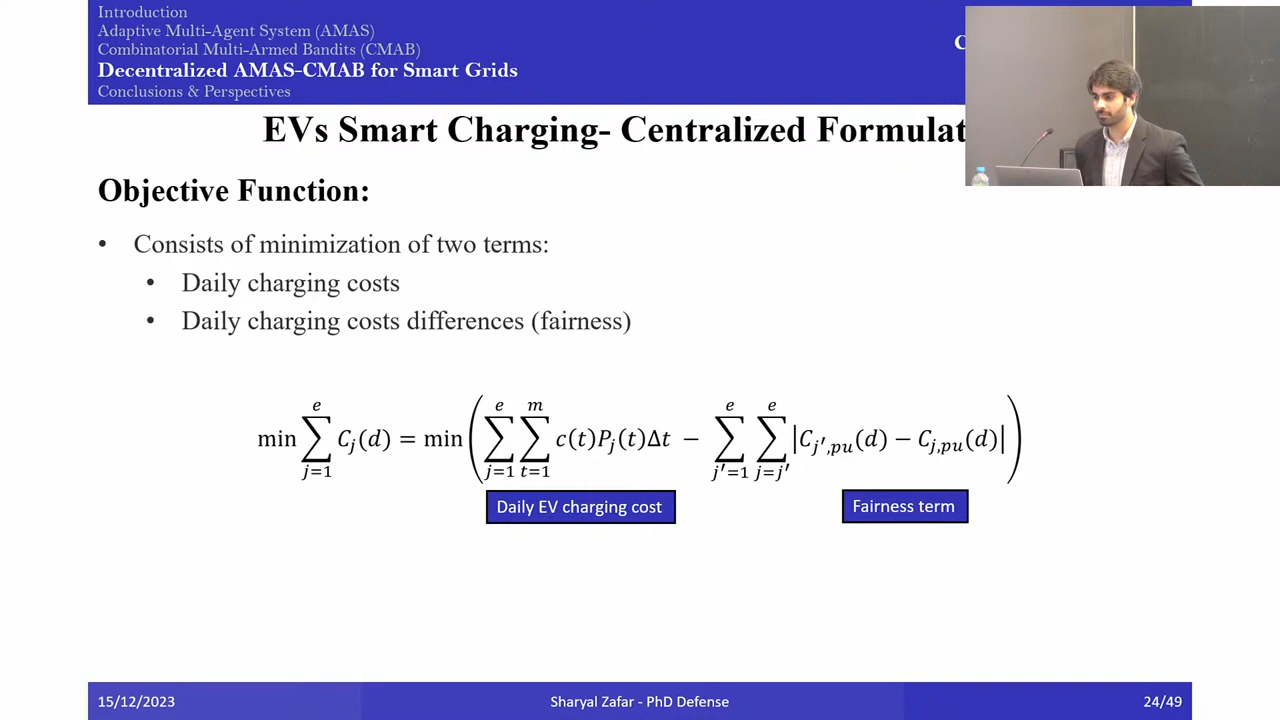 Introduction
Adaptive Multi-Agent System (AMAS)
Combinatorial Multi-Armed Bandits (CMAB)
Decentralized AMAS-CMAB for Smart Grids
Conclusions & Perspectives
EVs Smart Charging- Centralized Formulat
Objective Function:
• Consists of minimization of two terms:
• Daily charging costs
• Daily charging costs differences (fairness)
min ∑_{j=1}^{e} C_j(d) = min ( ∑_{j=1}^{e} ∑_{t=1}^{m} c(t)P_j(t)Δt − ∑_{j'=1}^{e} ∑_{j=j'}^{e} |C_{j',pu}(d) − C_{j,pu}(d)| )
Daily EV charging cost
Fairness term
15/12/2023
Sharyal Zafar - PhD Defense
24/49